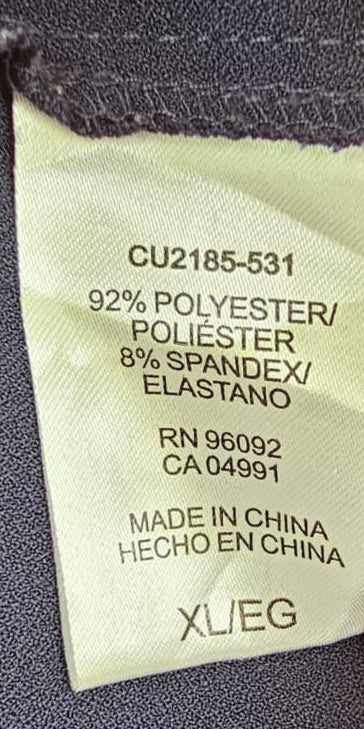 CU2185-531
92% POLYESTER/
POLIÉSTER
8% SPANDEX/
ELASTANO
RN 96092
CA 04991
MADE IN CHINA
HECHO EN CHINA
XL/EG